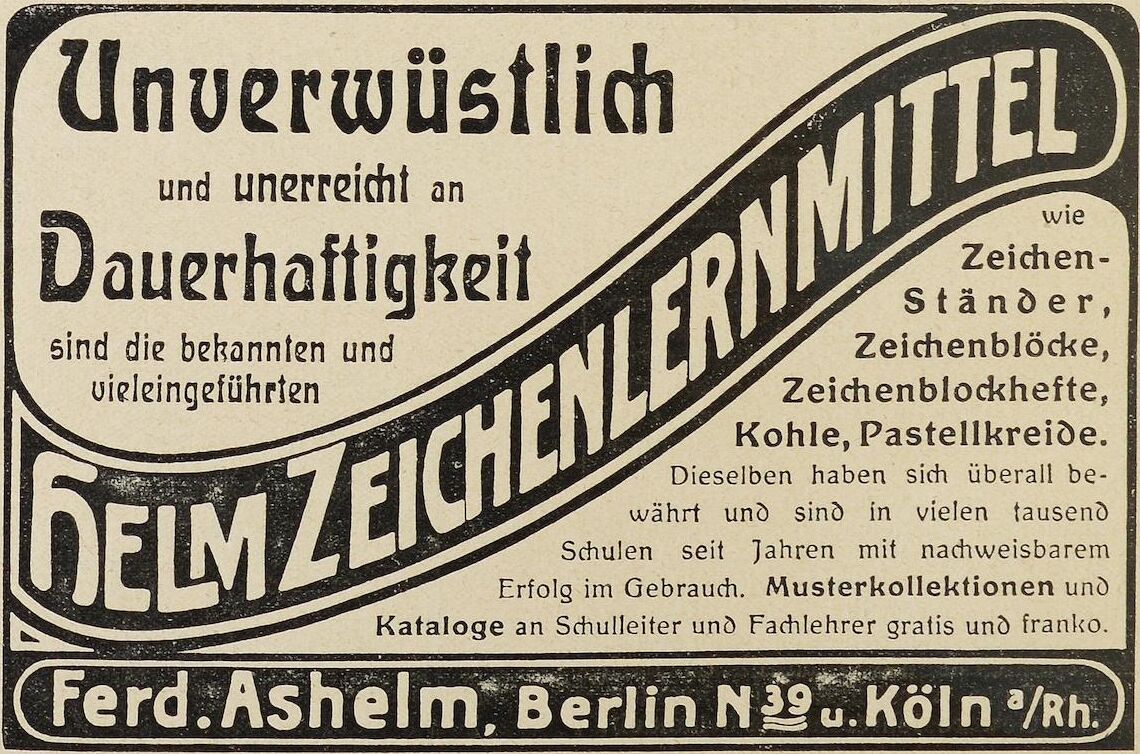 Unverwüstlich
und unerreicht an
Dauerhaftigkeit
sind die bekannten und
vieleingeführten
HELM ZEICHENLERNMITTEL
wie
Zeichen-
Ständer,
Zeichenblöcke,
Zeichenblockhefte,
Kohle, Pastellkreide.
Dieselben haben sich überall be-
währt und sind in vielen tausend
Schulen seit Jahren mit nachweisbarem
Erfolg im Gebrauch. Musterkollektionen und
Kataloge an Schulleiter und Fachlehrer gratis und franko.
Ferd. Ashelm, Berlin N 39 u. Köln a/Rh.